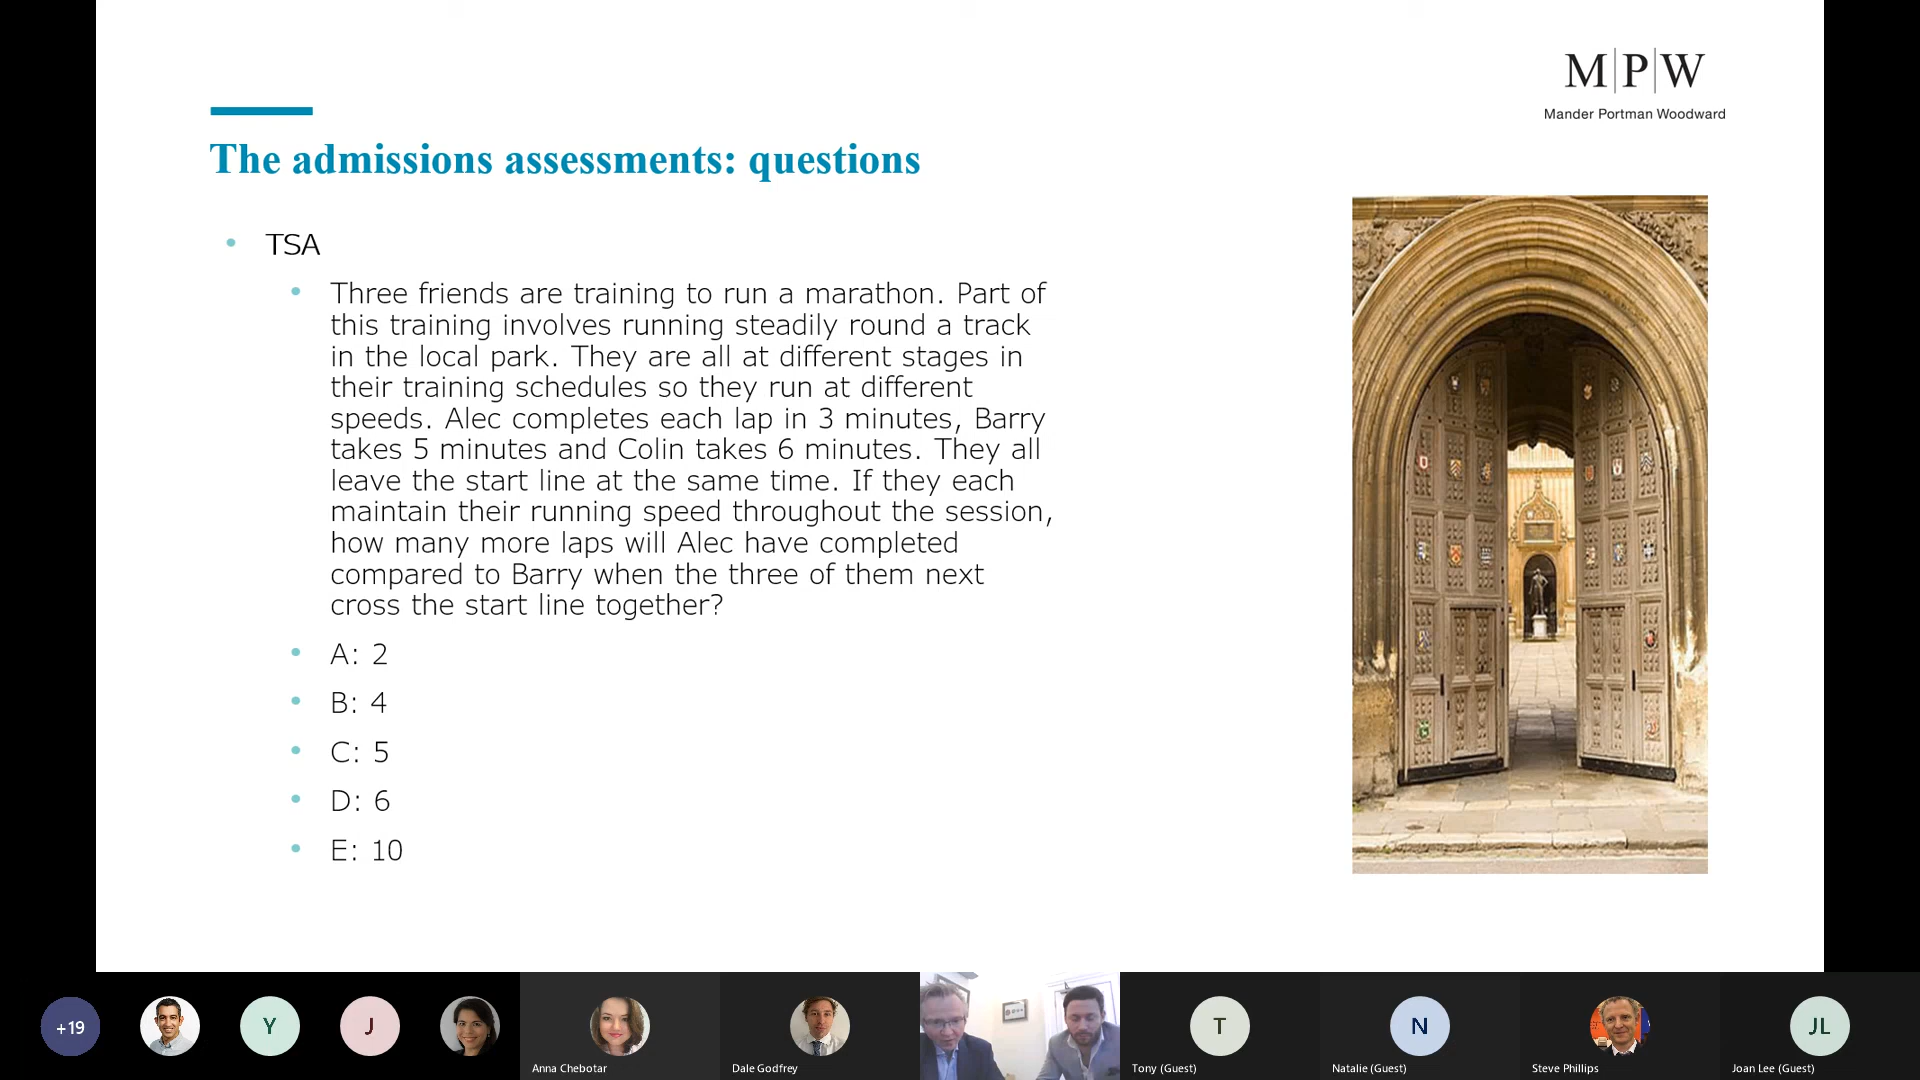 M|P|W
Mander Portman Woodward
The admissions assessments: questions
• TSA
• Three friends are training to run a marathon. Part of
this training involves running steadily round a track
in the local park. They are all at different stages in
their training schedules so they run at different
speeds. Alec completes each lap in 3 minutes, Barry
takes 5 minutes and Colin takes 6 minutes. They all
leave the start line at the same time. If they each
maintain their running speed throughout the session,
how many more laps will Alec have completed
compared to Barry when the three of them next
cross the start line together?
• A: 2
• B: 4
• C: 5
• D: 6
• E: 10
+19
Y
J
Anna Chebotar
Dale Godfrey
T
Tony (Guest)
N
Natalie (Guest)
Steve Phillips
JL
Joan Lee (Guest)